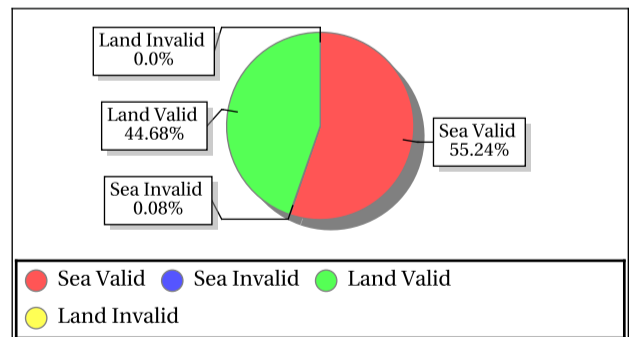 Land Invalid
0.0%
Land Valid
44.68%
Sea Valid
55.24%
Sea Invalid
0.08%
Sea Valid Sea Invalid Land Valid
Land Invalid